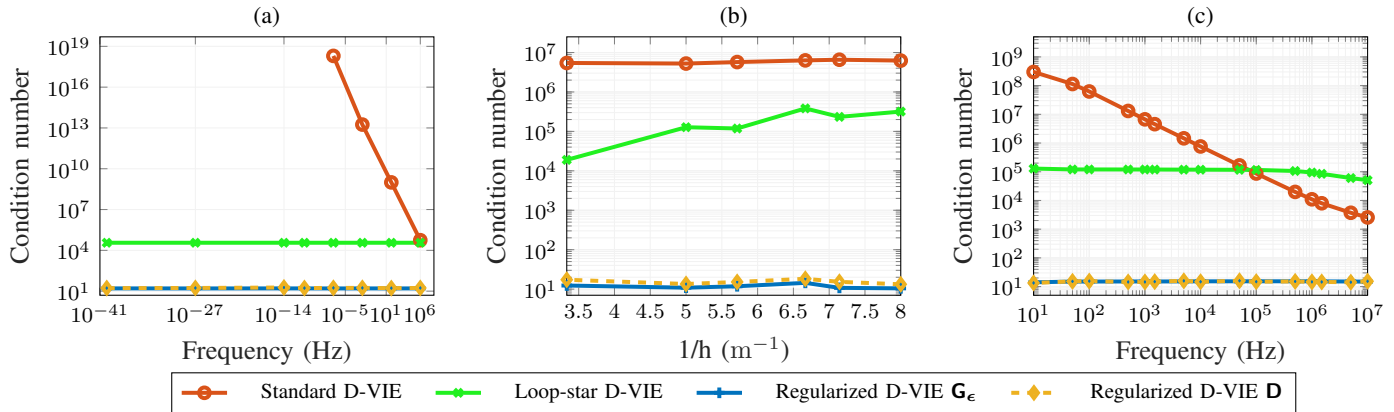 (a)
Condition number
10^19
10^16
10^13
10^10
10^7
10^4
10^1
10^−41 10^−27 10^−14 10^−5 10^1 10^6
Frequency (Hz)
(b)
Condition number
10^7
10^6
10^5
10^4
10^3
10^2
10^1
3.5 4 4.5 5 5.5 6 6.5 7 7.5 8
1/h (m^−1)
(c)
Condition number
10^9
10^8
10^7
10^6
10^5
10^4
10^3
10^2
10^1
10^1 10^2 10^3 10^4 10^5 10^6 10^7
Frequency (Hz)
Standard D-VIE Loop-star D-VIE Regularized D-VIE G_ϵ Regularized D-VIE D